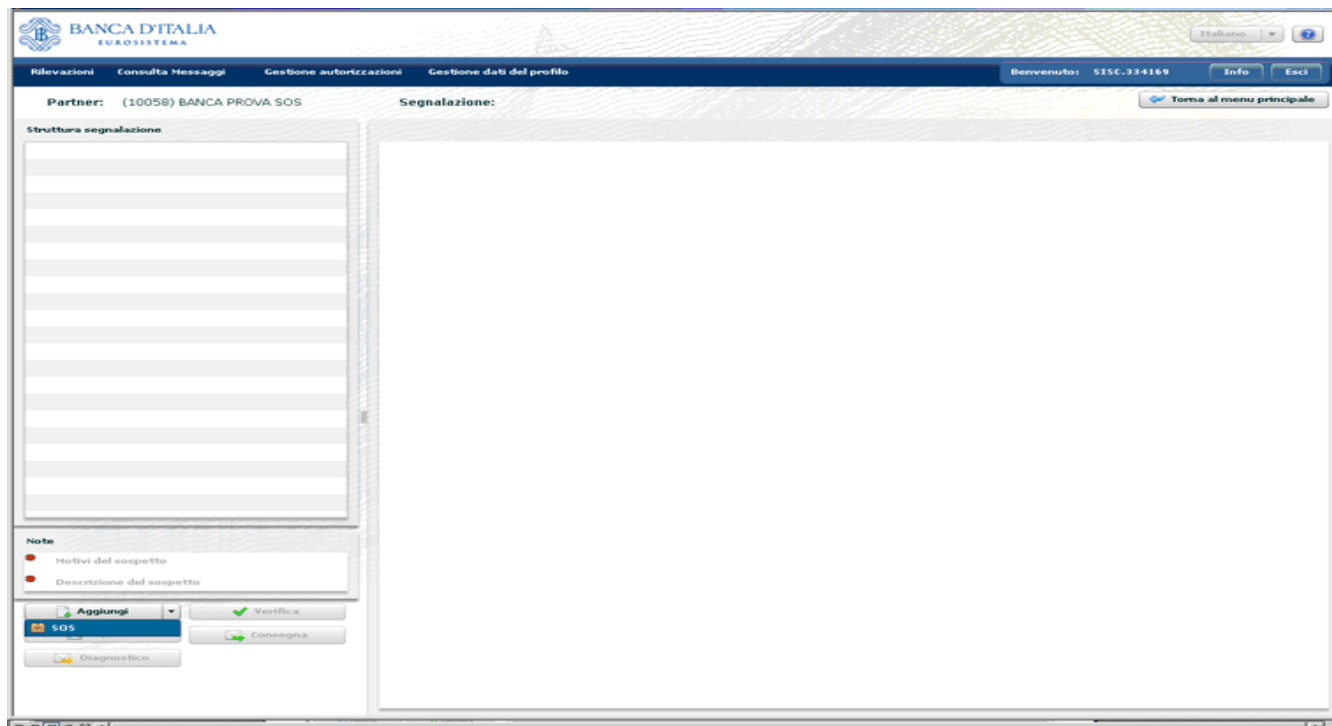 BANCA D'ITALIA
EUROSISTEMA
Italiano
Rilevazioni Consulta Messaggi Gestione autorizzazioni Gestione dati del profilo Benvenuto: SISC.334169 Info Esci
Partner: (10058) BANCA PROVA SOS Segnalazione: Torna al menu principale
Struttura segnalazione
Note
Motivi del sospetto
Descrizione del sospetto
Aggiungi Verifica
SOS
Consegna
Diagnostico